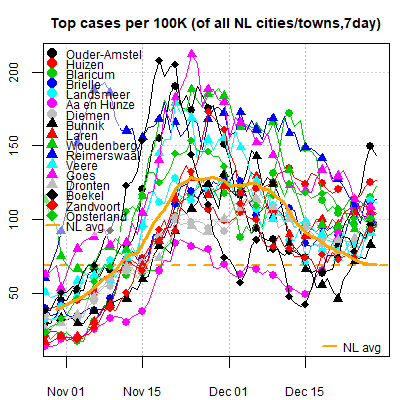 Top cases per 100K (of all NL cities/towns,7day)
Ouder-Amstel
Huizen
Blaricum
Brielle
Landsmeer
Aa en Hunze
Diemen
Bunnik
Laren
Woudenberg
Reimerswaal
Veere
Goes
Dronten
Boekel
Zandvoort
Opsterland
NL avg
200
150
100
50
NL avg
Nov 01
Nov 15
Dec 01
Dec 15